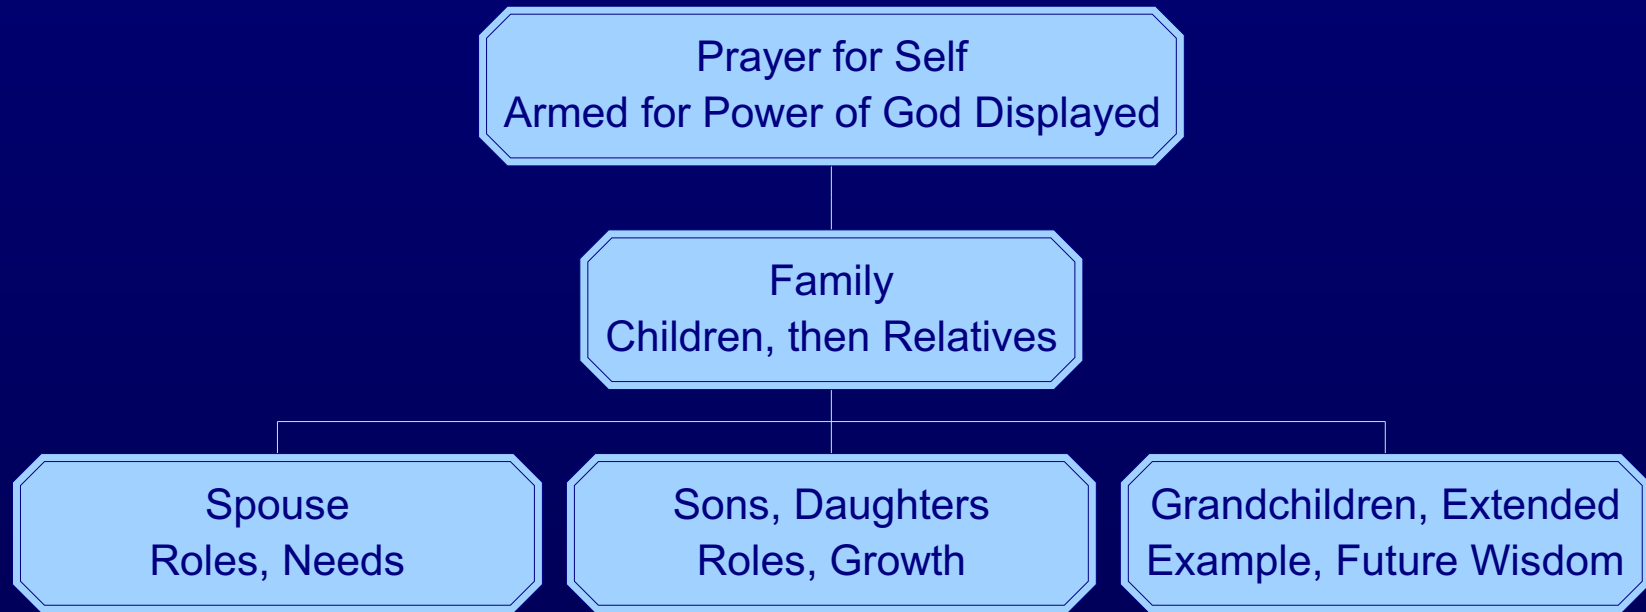 Prayer for Self
Armed for Power of God Displayed
Family
Children, then Relatives
Spouse
Roles, Needs
Sons, Daughters
Roles, Growth
Grandchildren, Extended
Example, Future Wisdom